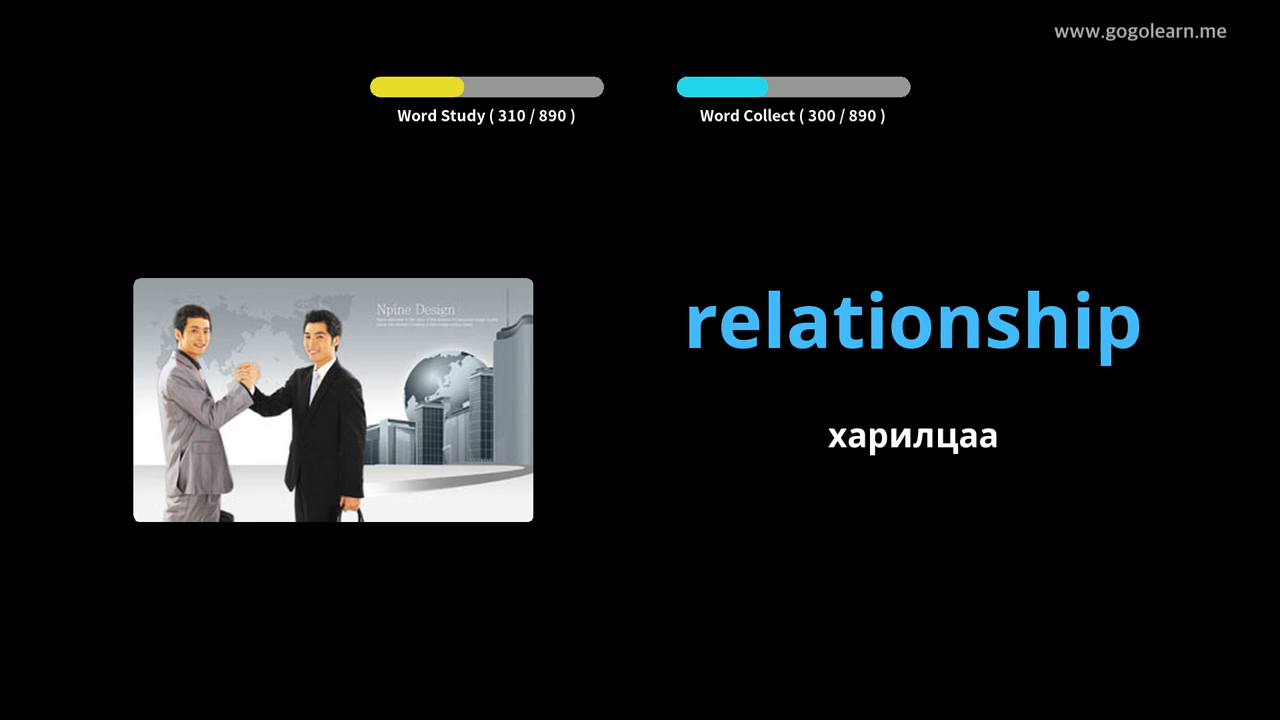 www.gogolearn.me
Word Study ( 310 / 890 )
Word Collect ( 300 / 890 )
Npine Design
relationship
харилцаа